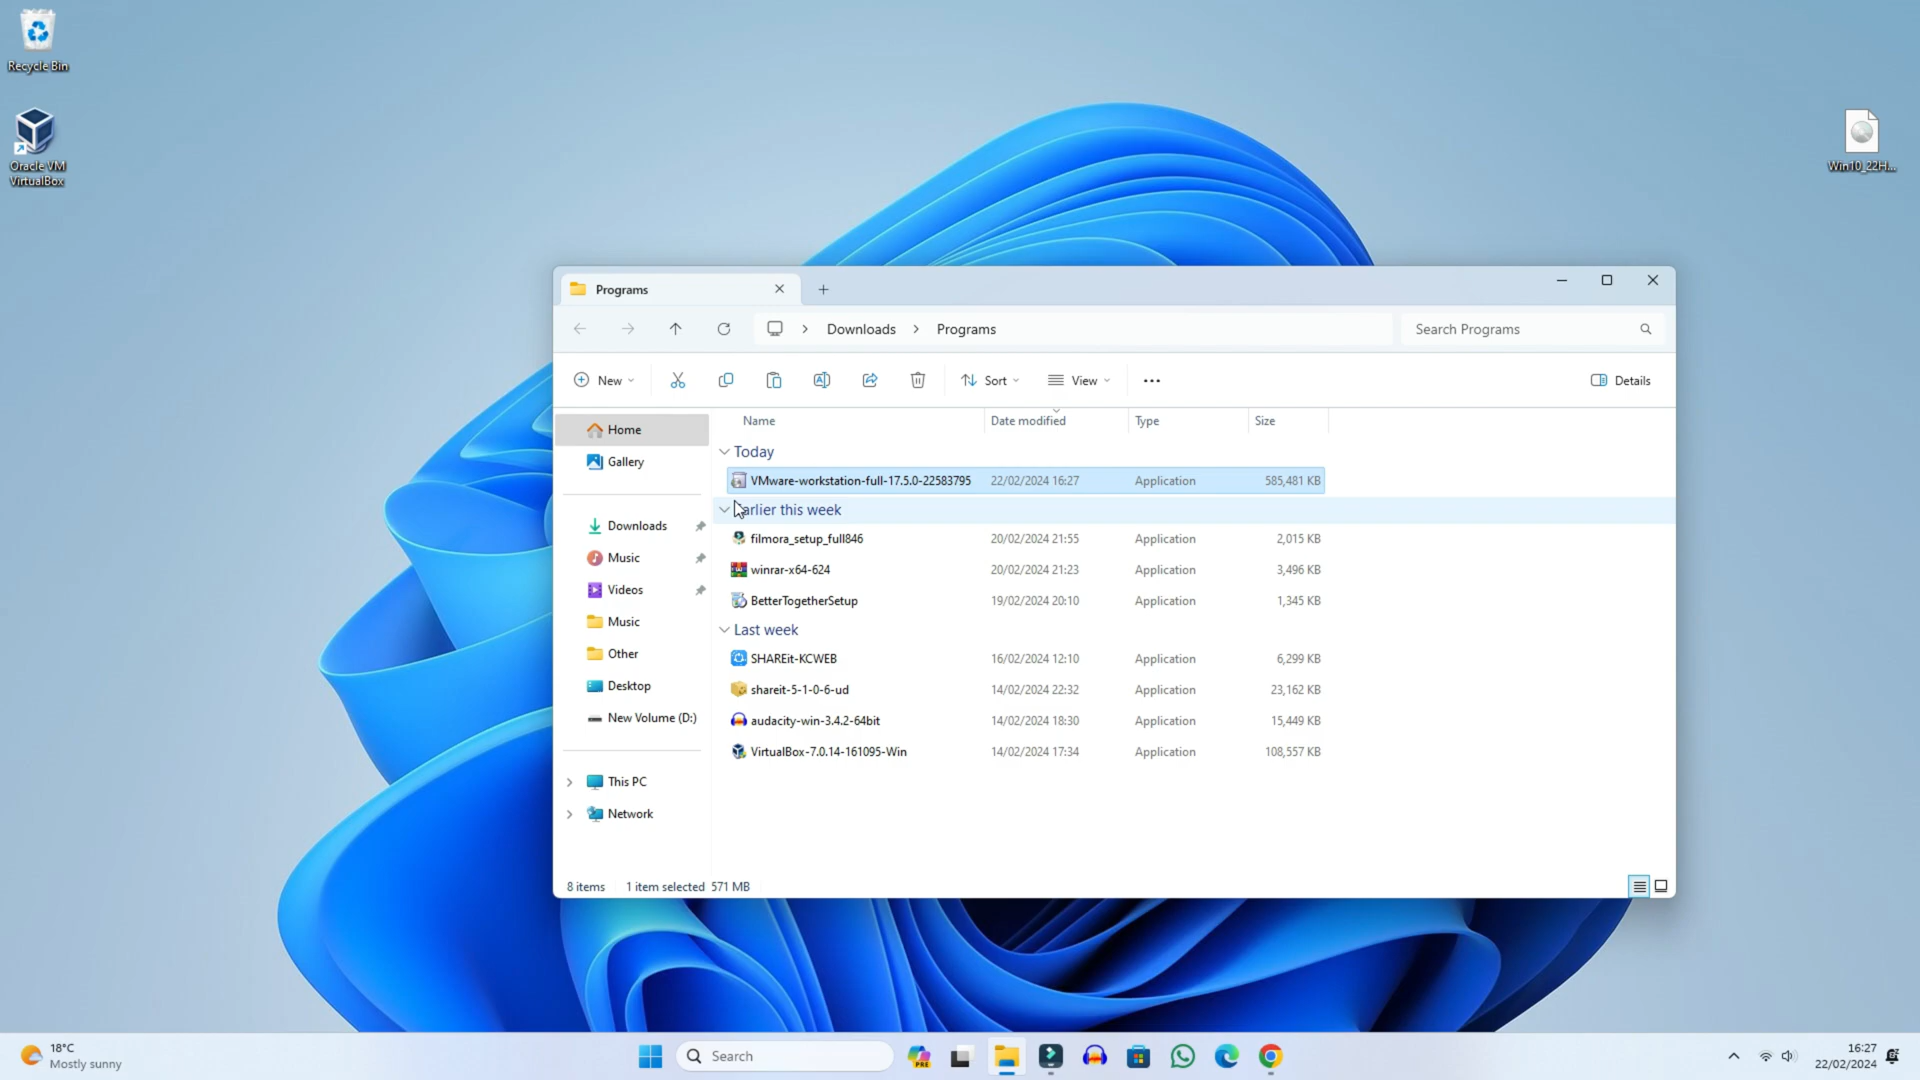 Recycle Bin
Oracle VM
VirtualBox
Win10_22H...
Programs
Downloads
Programs
Search Programs
New
Sort
View
Details
Home
Gallery
Downloads
Music
Videos
Music
Other
Desktop
New Volume (D:)
This PC
Network
Name Date modified Type Size
Today
VMware-workstation-full-17.5.0-22583795 22/02/2024 16:27 Application 585,481 KB
arlier this week
filmora_setup_full846 20/02/2024 21:55 Application 2,015 KB
winrar-x64-624 20/02/2024 21:23 Application 3,496 KB
BetterTogetherSetup 19/02/2024 20:10 Application 1,345 KB
Last week
SHAREit-KCWEB 16/02/2024 12:10 Application 6,299 KB
shareit-5-1-0-6-ud 14/02/2024 22:32 Application 23,162 KB
audacity-win-3.4.2-64bit 14/02/2024 18:30 Application 15,449 KB
VirtualBox-7.0.14-161095-Win 14/02/2024 17:34 Application 108,557 KB
8 items 1 item selected 571 MB
18°C
Mostly sunny
Search
PRE
16:27
22/02/2024